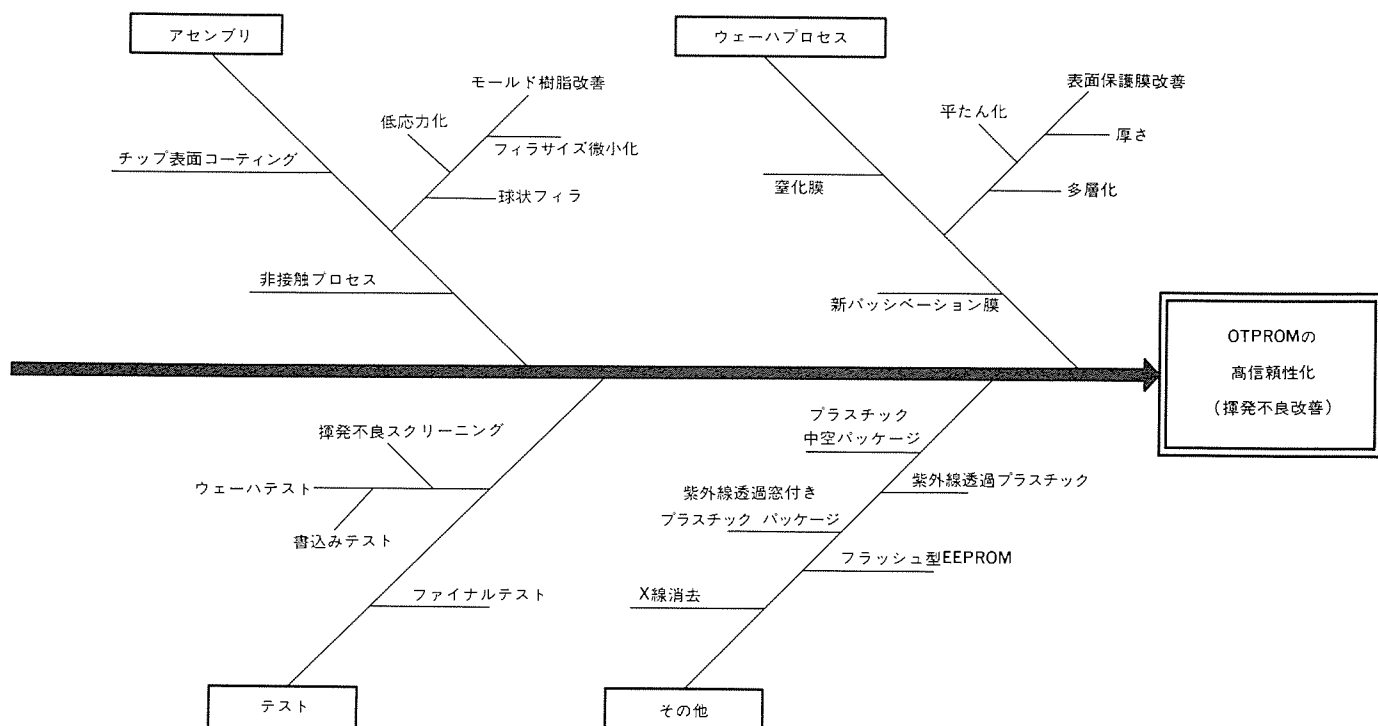 アセンブリ
ウェーハプロセス
モールド樹脂改善
低応力化
フィラサイズ微小化
チップ表面コーティング
球状フィラ
非接触プロセス
表面保護膜改善
平たん化
厚さ
窒化膜
多層化
新パッシベーション膜
OTPROMの
高信頼性化
(揮発不良改善)
揮発不良スクリーニング
ウェーハテスト
書込みテスト
ファイナルテスト
テスト
プラスチック
中空パッケージ
紫外線透過プラスチック
紫外線透過窓付き
プラスチック パッケージ
フラッシュ型EEPROM
X線消去
その他